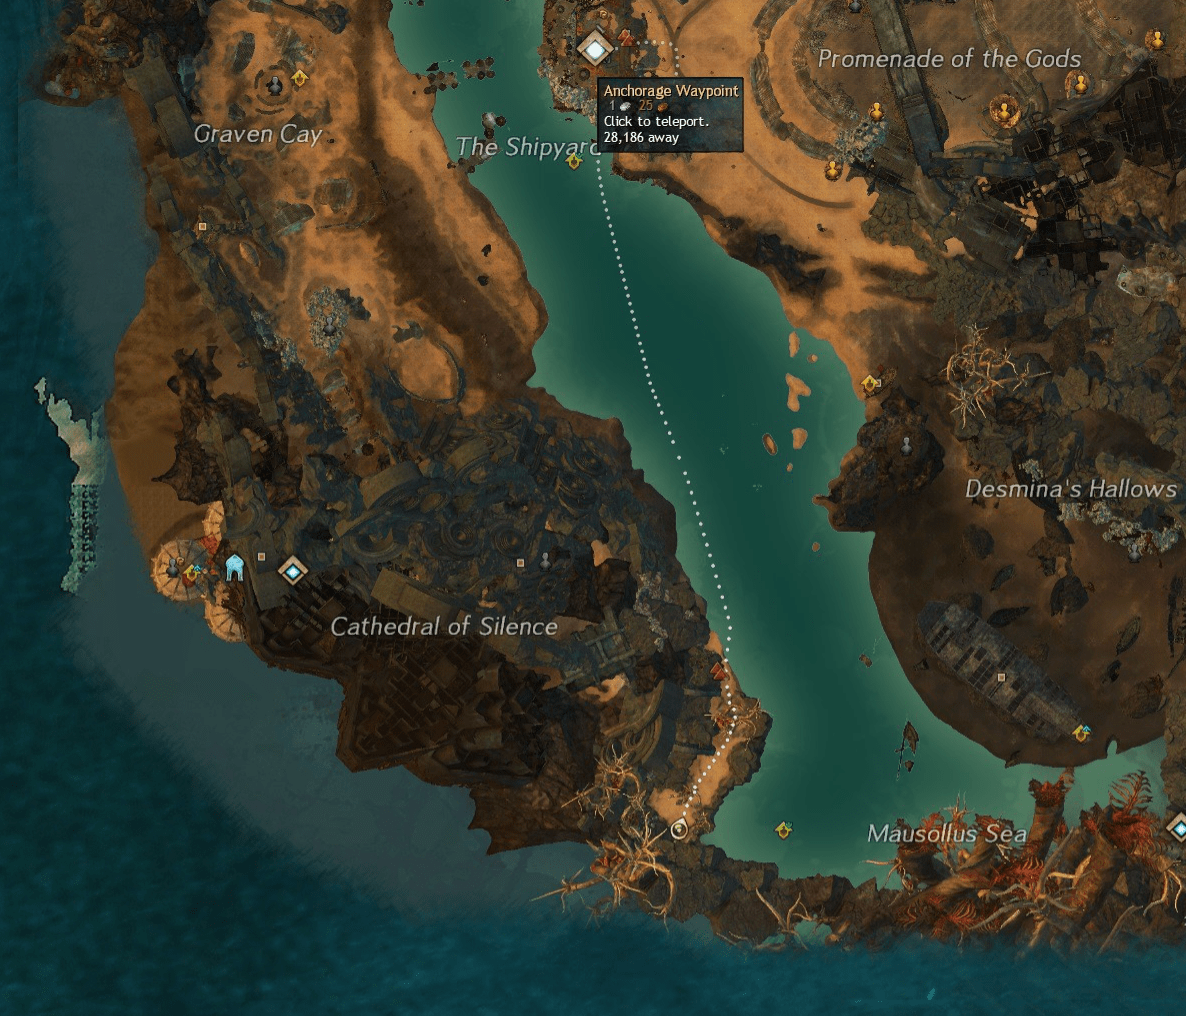 Promenade of the Gods
Anchorage Waypoint
1 25
Click to teleport.
28,186 away
Graven Cay
The Shipyard
Desmina's Hallows
Cathedral of Silence
Mausollus Sea